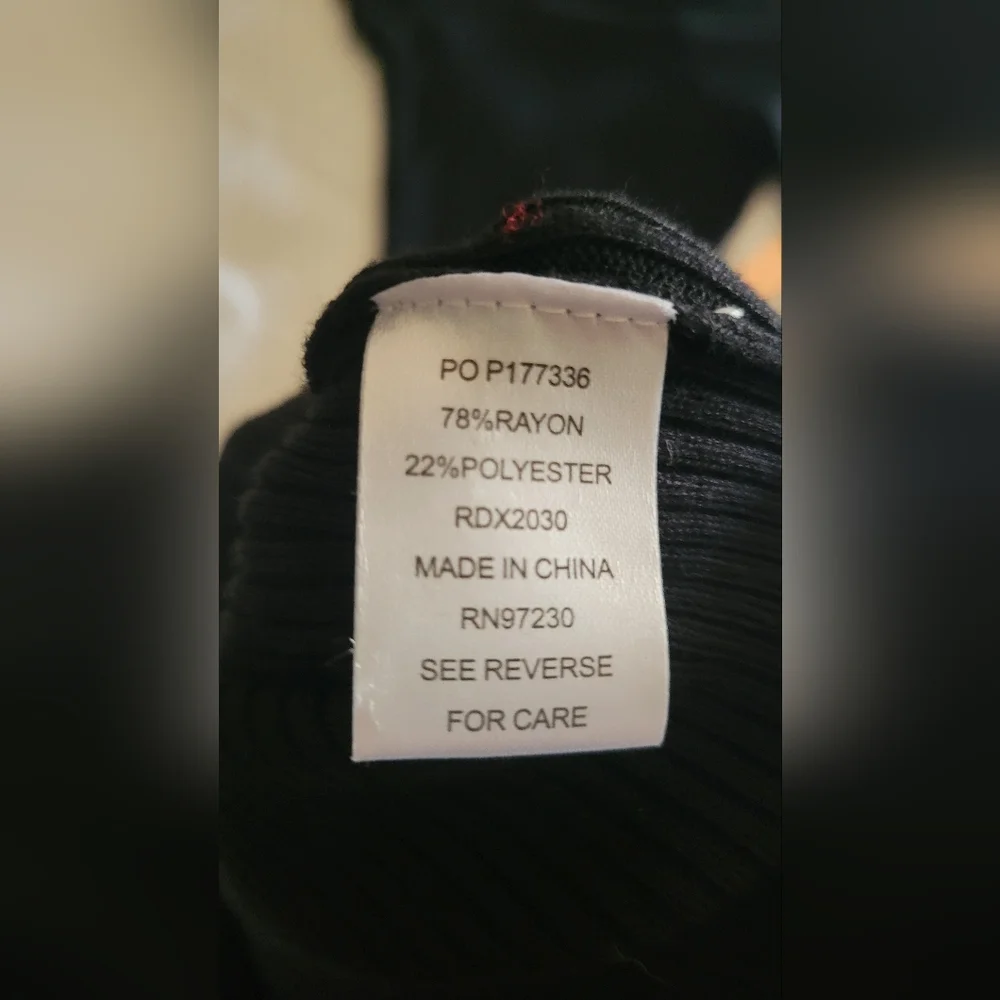 PO P177336
78%RAYON
22%POLYESTER
RDX2030
MADE IN CHINA
RN97230
SEE REVERSE
FOR CARE